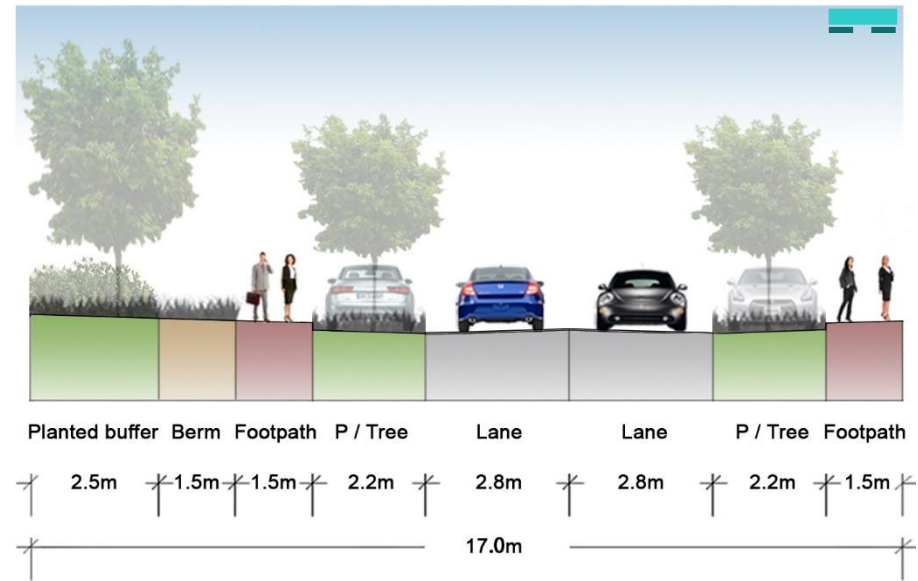 Planted buffer Berm Footpath P / Tree Lane Lane P / Tree Footpath
2.5m 1.5m 1.5m 2.2m 2.8m 2.8m 2.2m 1.5m
17.0m